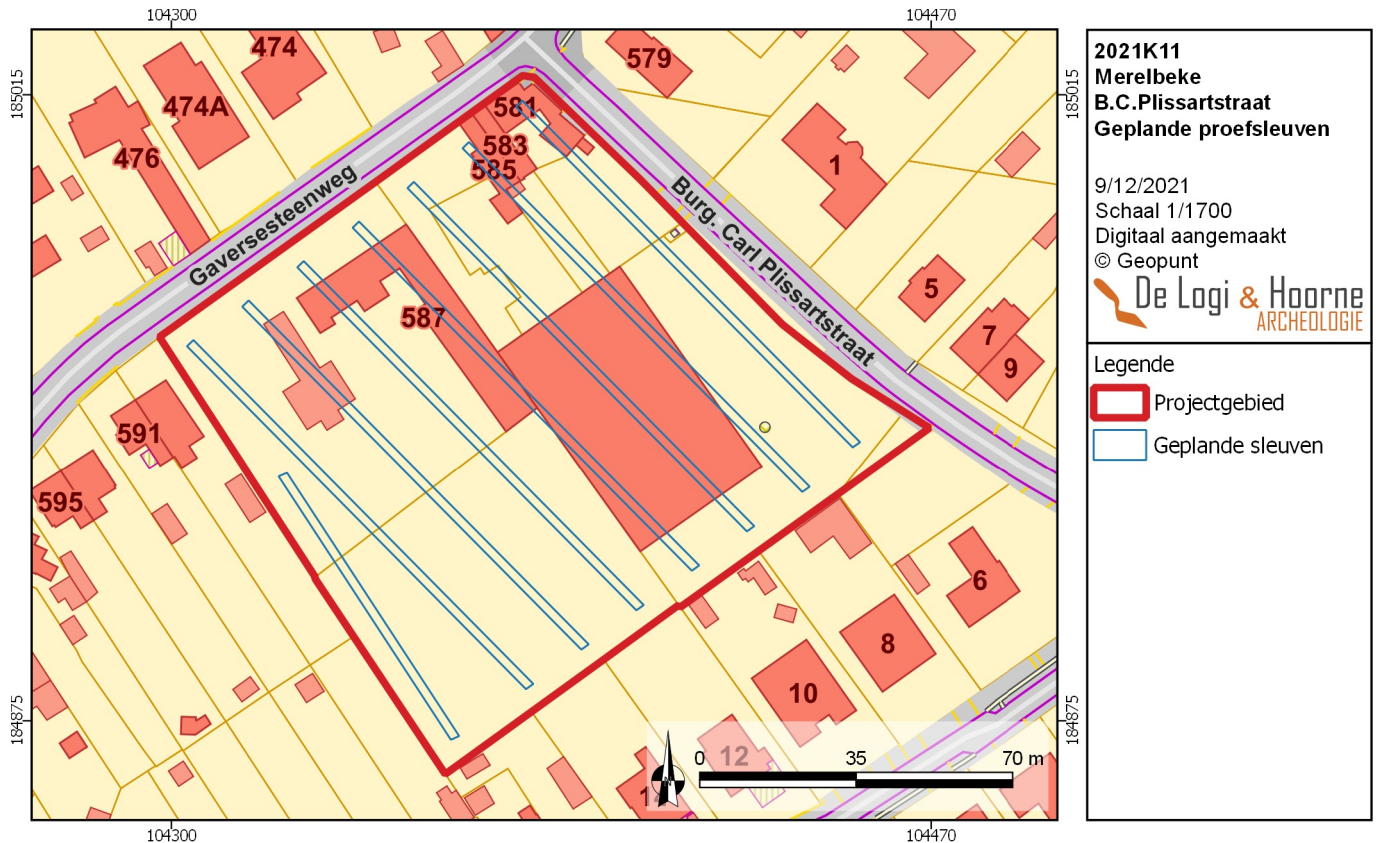 104300
104470
185015
185015
474
474A
476
579
581
583
585
1
Gaversesteenweg
Burg. Carl Plissartstraat
587
5
7
9
591
595
6
8
10
12
184875
184875
0 35 70 m
N
104300
104470
2021K11
Merelbeke
B.C.Plissartstraat
Geplande proefsleuven
9/12/2021
Schaal 1/1700
Digitaal aangemaakt
© Geopunt
De Logi & Hoorne
ARCHEOLOGIE
Legende
Projectgebied
Geplande sleuven